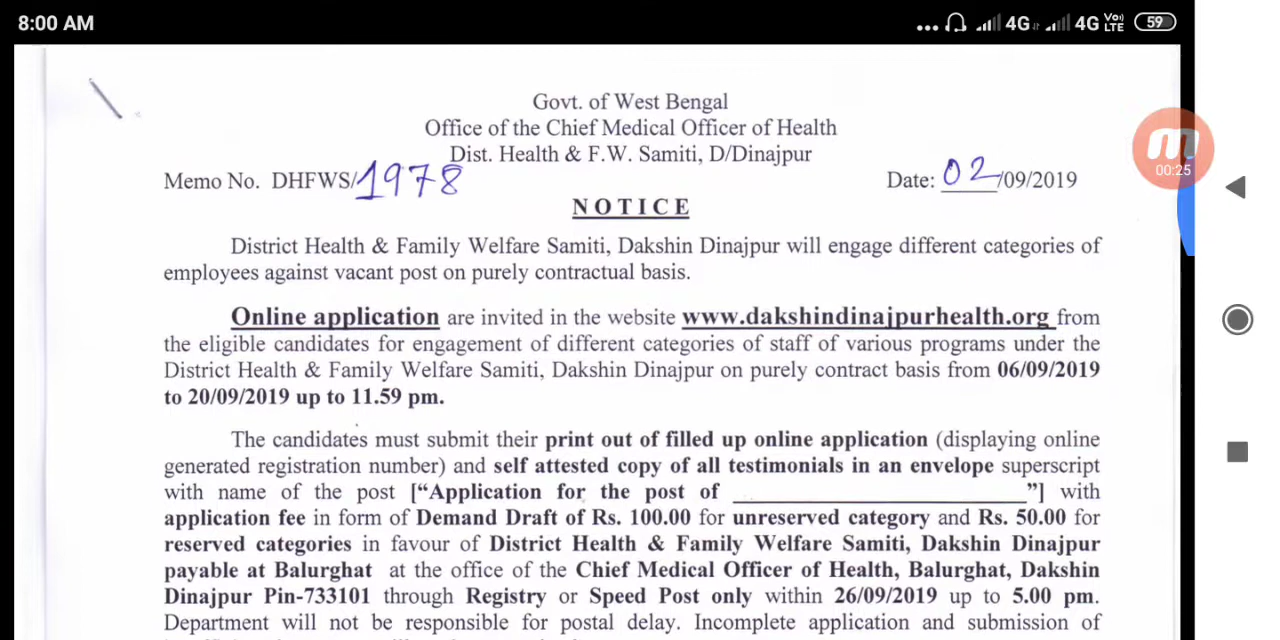 8:00 AM
4G 4G Vo) LTE 59
Govt. of West Bengal
Office of the Chief Medical Officer of Health
Dist. Health & F.W. Samiti, D/Dinajpur
Memo No. DHFWS/1978 Date: 02/09/2019
00:25
NOTICE
District Health & Family Welfare Samiti, Dakshin Dinajpur will engage different categories of
employees against vacant post on purely contractual basis.
Online application are invited in the website www.dakshindinajpurhealth.org from
the eligible candidates for engagement of different categories of staff of various programs under the
District Health & Family Welfare Samiti, Dakshin Dinajpur on purely contract basis from 06/09/2019
to 20/09/2019 up to 11.59 pm.
The candidates must submit their print out of filled up online application (displaying online
generated registration number) and self attested copy of all testimonials in an envelope superscript
with name of the post [“Application for the post of ____________________”] with
application fee in form of Demand Draft of Rs. 100.00 for unreserved category and Rs. 50.00 for
reserved categories in favour of District Health & Family Welfare Samiti, Dakshin Dinajpur
payable at Balurghat at the office of the Chief Medical Officer of Health, Balurghat, Dakshin
Dinajpur Pin-733101 through Registry or Speed Post only within 26/09/2019 up to 5.00 pm.
Department will not be responsible for postal delay. Incomplete application and submission of